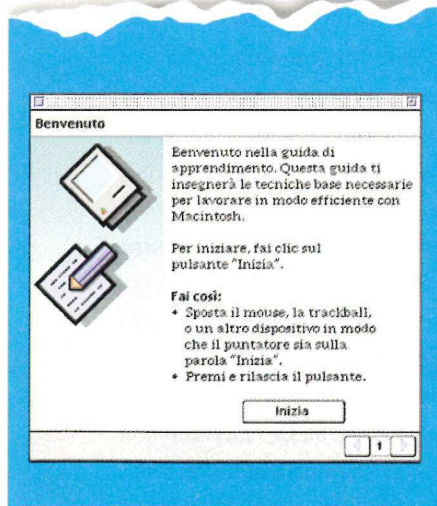 Benvenuto
Benvenuto nella guida di
apprendimento. Questa guida ti
insegnerà le tecniche base necessarie
per lavorare in modo efficiente con
Macintosh.
Per iniziare, fai clic sul
pulsante "Inizia".
Fai così:
• Sposta il mouse, la trackball,
o un altro dispositivo in modo
che il puntatore sia sulla
parola "Inizia".
• Premi e rilascia il pulsante.
Inizia
1